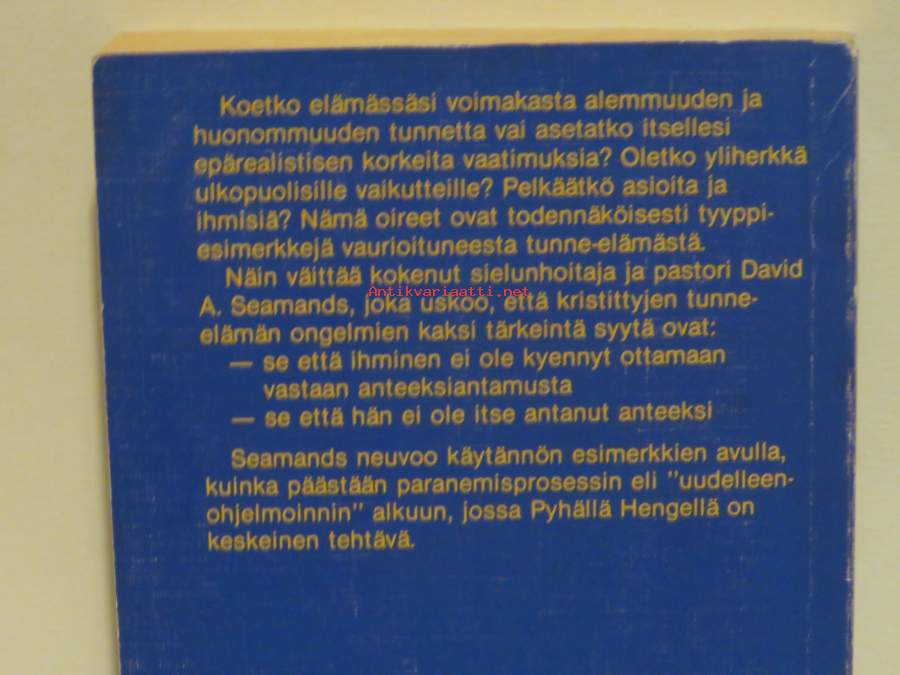 Koetko elämässäsi voimakasta alemmuuden ja
huonommuuden tunnetta vai asetatko itsellesi
epärealistisen korkeita vaatimuksia? Oletko yliherkkä
ulkopuolisille vaikutteille? Pelkäätkö asioita ja
ihmisiä? Nämä oireet ovat todennäköisesti tyyppi-
esimerkkejä vaurioituneesta tunne-elämästä.
Näin väittää kokenut sielunhoitaja ja pastori David
Antikvariaatti.net
A. Seamands, joka uskoo, että kristittyjen tunne-
elämän ongelmien kaksi tärkeintä syytä ovat:
— se että ihminen ei ole kyennyt ottamaan
vastaan anteeksiantamusta
— se että hän ei ole itse antanut anteeksi
Seamands neuvoo käytännön esimerkkien avulla,
kuinka päästään paranemisprosessin eli "uudelleen-
ohjelmoinnin" alkuun, jossa Pyhällä Hengellä on
keskeinen tehtävä.